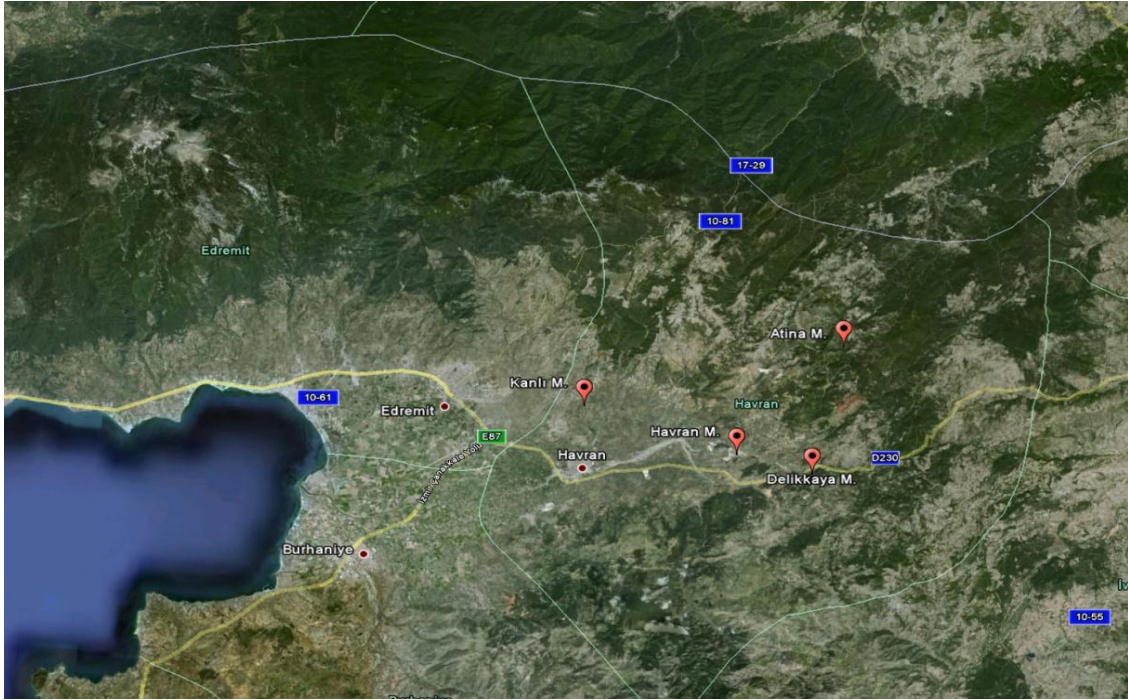 17-29
10-81
Edremit
Atina M.
Kanlı M.
10-61
Havran
Edremit
Havran M.
E87
Havran
D230
Delikkaya M.
Burhaniye
10-55